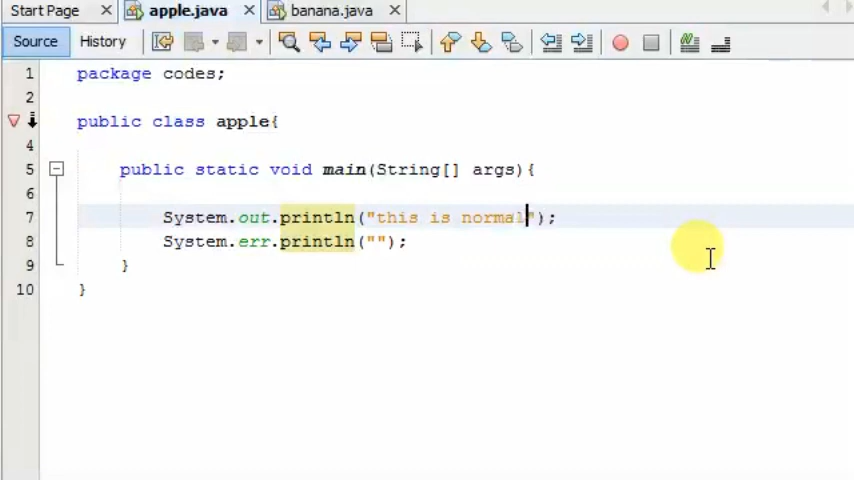 Start Page apple.java banana.java
Source History
1 package codes;
2
public class apple{
4
5 public static void main(String[] args){
6
7 System.out.println("this is normal");
8 System.err.println("");
9 }
10 }